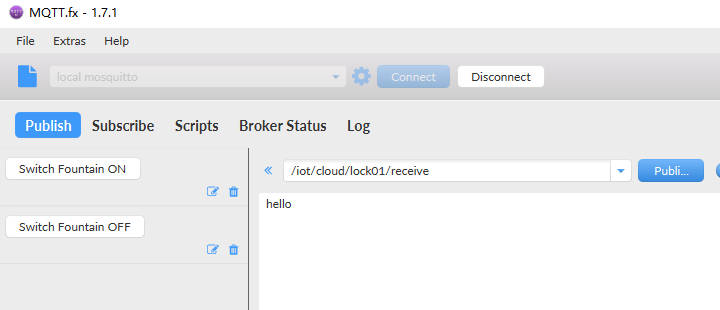 MQTT.fx - 1.7.1
File Extras Help
local mosquitto Connect Disconnect
Publish Subscribe Scripts Broker Status Log
Switch Fountain ON
/iot/cloud/lock01/receive Publi...
hello
Switch Fountain OFF